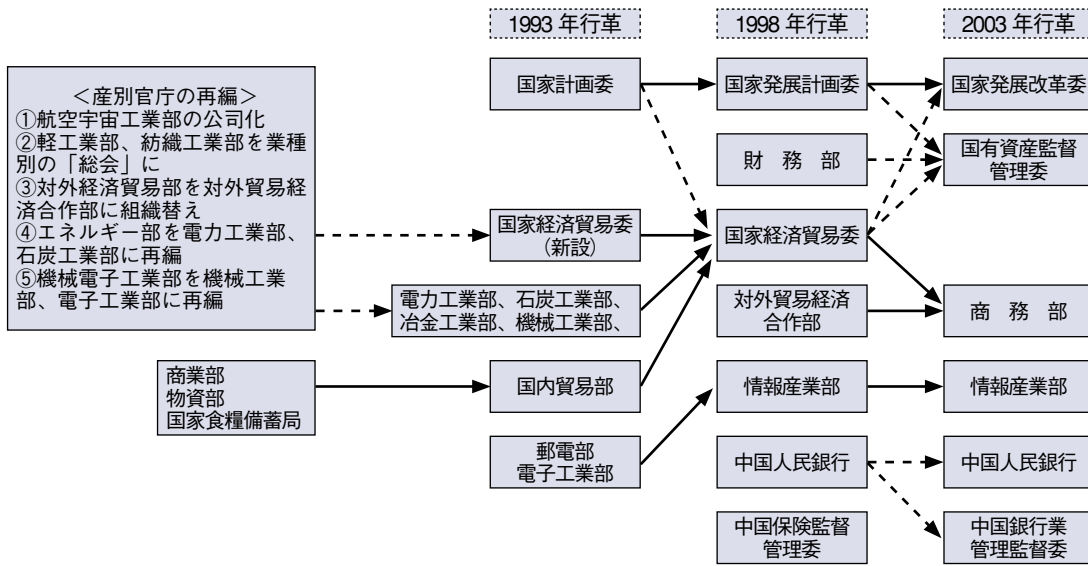 1993 年行革
1998 年行革
2003 年行革
＜産別官庁の再編＞
①航空宇宙工業部の公司化
②軽工業部、紡織工業部を業種
別の「総会」に
③対外経済貿易部を対外貿易経
済合作部に組織替え
④エネルギー部を電力工業部、
石炭工業部に再編
⑤機械電子工業部を機械工業
部、電子工業部に再編
商業部
物資部
国家食糧備蓄局
国家計画委
国家経済貿易委
（新設）
電力工業部、石炭工業部、
冶金工業部、機械工業部、
国内貿易部
郵電部
電子工業部
国家発展計画委
財　務　部
国家経済貿易委
対外貿易経済
合作部
情報産業部
中国人民銀行
中国保険監督
管理委
国家発展改革委
国有資産監督
管理委
商　務　部
情報産業部
中国人民銀行
中国銀行業
管理監督委